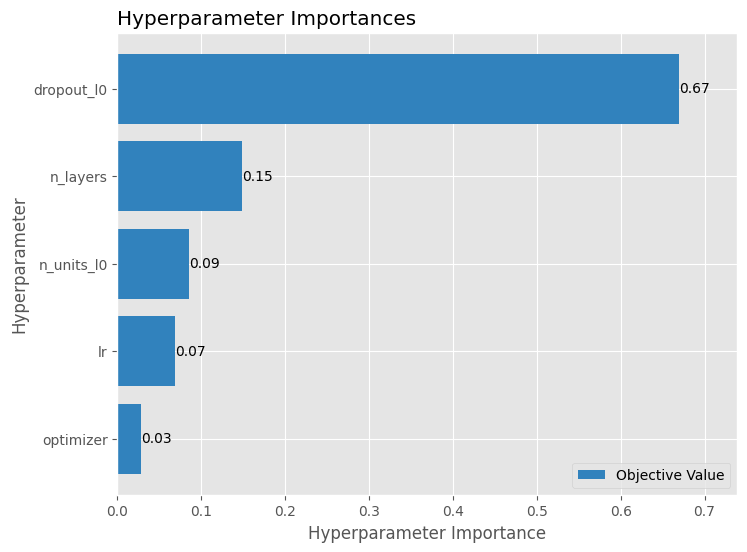 Hyperparameter Importances
Hyperparameter
dropout_l0
0.67
n_layers
0.15
n_units_l0
0.09
lr
0.07
optimizer
0.03
Objective Value
0.0 0.1 0.2 0.3 0.4 0.5 0.6 0.7
Hyperparameter Importance